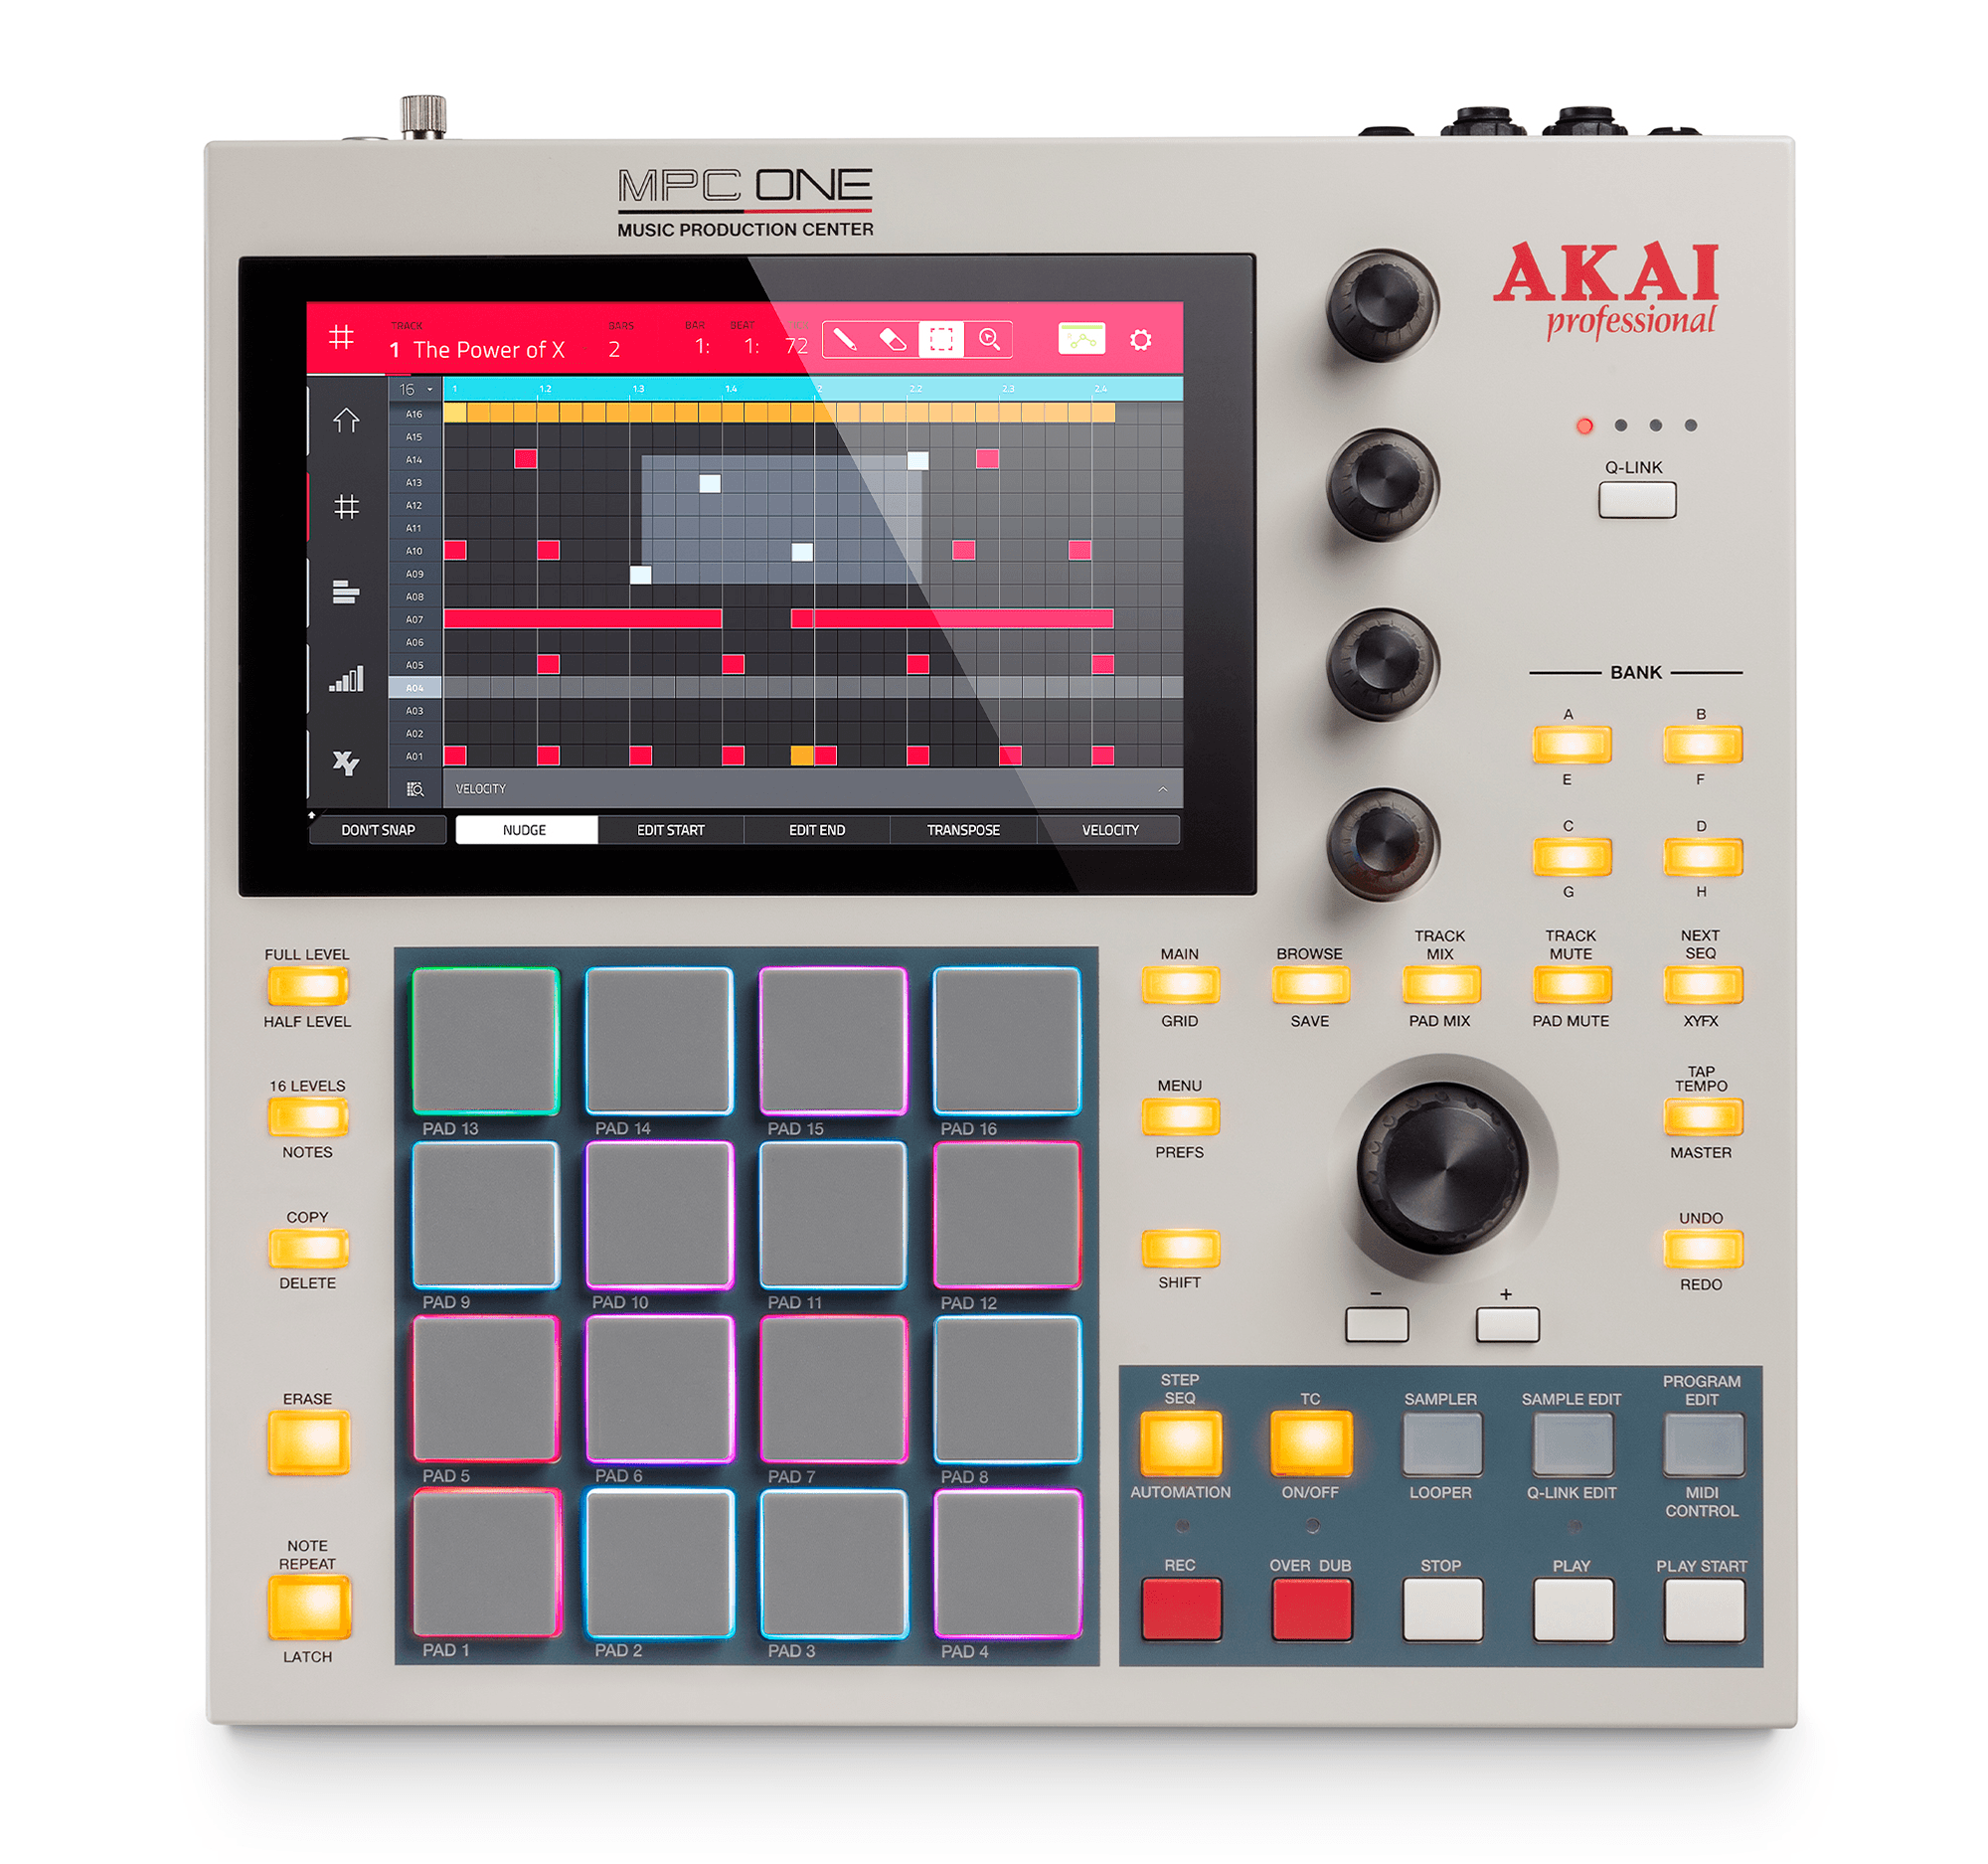 MPC ONE
MUSIC PRODUCTION CENTER
AKAI
professional
TRACK
1 The Power of X
BARS
2
BAR
1:
BEAT
1:
72
16
1 1.2 1.3 1.4 2 2.2 2.3 2.4
A16
A15
A14
A13
A12
A11
A10
A09
A08
A07
A06
A05
A04
A03
A02
A01
XY
VELOCITY
DON'T SNAP
NUDGE
EDIT START
EDIT END
TRANSPOSE
VELOCITY
Q-LINK
BANK
A
B
E
F
C
D
G
H
FULL LEVEL
HALF LEVEL
16 LEVELS
NOTES
COPY
DELETE
ERASE
NOTE
REPEAT
LATCH
PAD 13
PAD 14
PAD 15
PAD 16
PAD 9
PAD 10
PAD 11
PAD 12
PAD 5
PAD 6
PAD 7
PAD 8
PAD 1
PAD 2
PAD 3
PAD 4
MAIN
GRID
BROWSE
SAVE
TRACK
MIX
PAD MIX
TRACK
MUTE
PAD MUTE
NEXT
SEQ
XYFX
MENU
PREFS
TAP
TEMPO
MASTER
SHIFT
UNDO
REDO
-
+
STEP
SEQ
AUTOMATION
TC
ON/OFF
SAMPLER
LOOPER
SAMPLE EDIT
Q-LINK EDIT
PROGRAM
EDIT
MIDI
CONTROL
REC
OVER DUB
STOP
PLAY
PLAY START